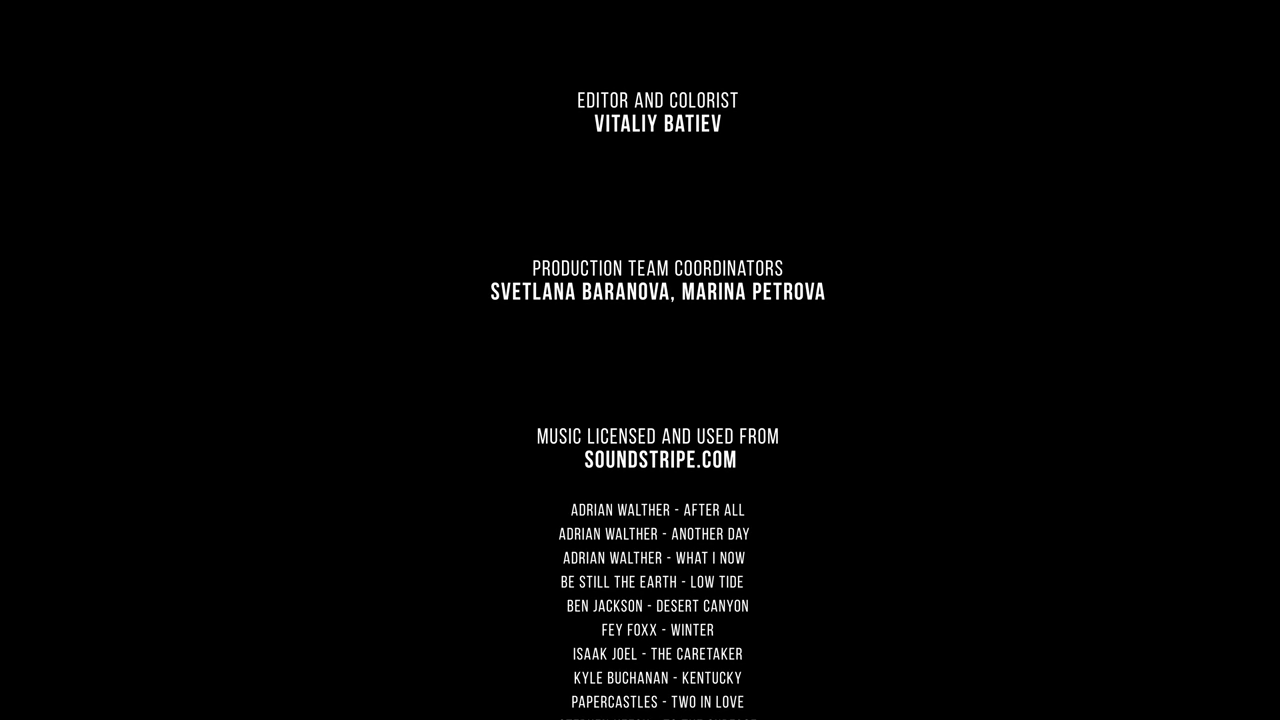 EDITOR AND COLORIST
VITALIY BATIEV
PRODUCTION TEAM COORDINATORS
SVETLANA BARANOVA, MARINA PETROVA
MUSIC LICENSED AND USED FROM
SOUNDSTRIPE.COM
ADRIAN WALTHER - AFTER ALL
ADRIAN WALTHER - ANOTHER DAY
ADRIAN WALTHER - WHAT I NOW
BE STILL THE EARTH - LOW TIDE
BEN JACKSON - DESERT CANYON
FEY FOXX - WINTER
ISAAK JOEL - THE CARETAKER
KYLE BUCHANAN - KENTUCKY
PAPERCASTLES - TWO IN LOVE